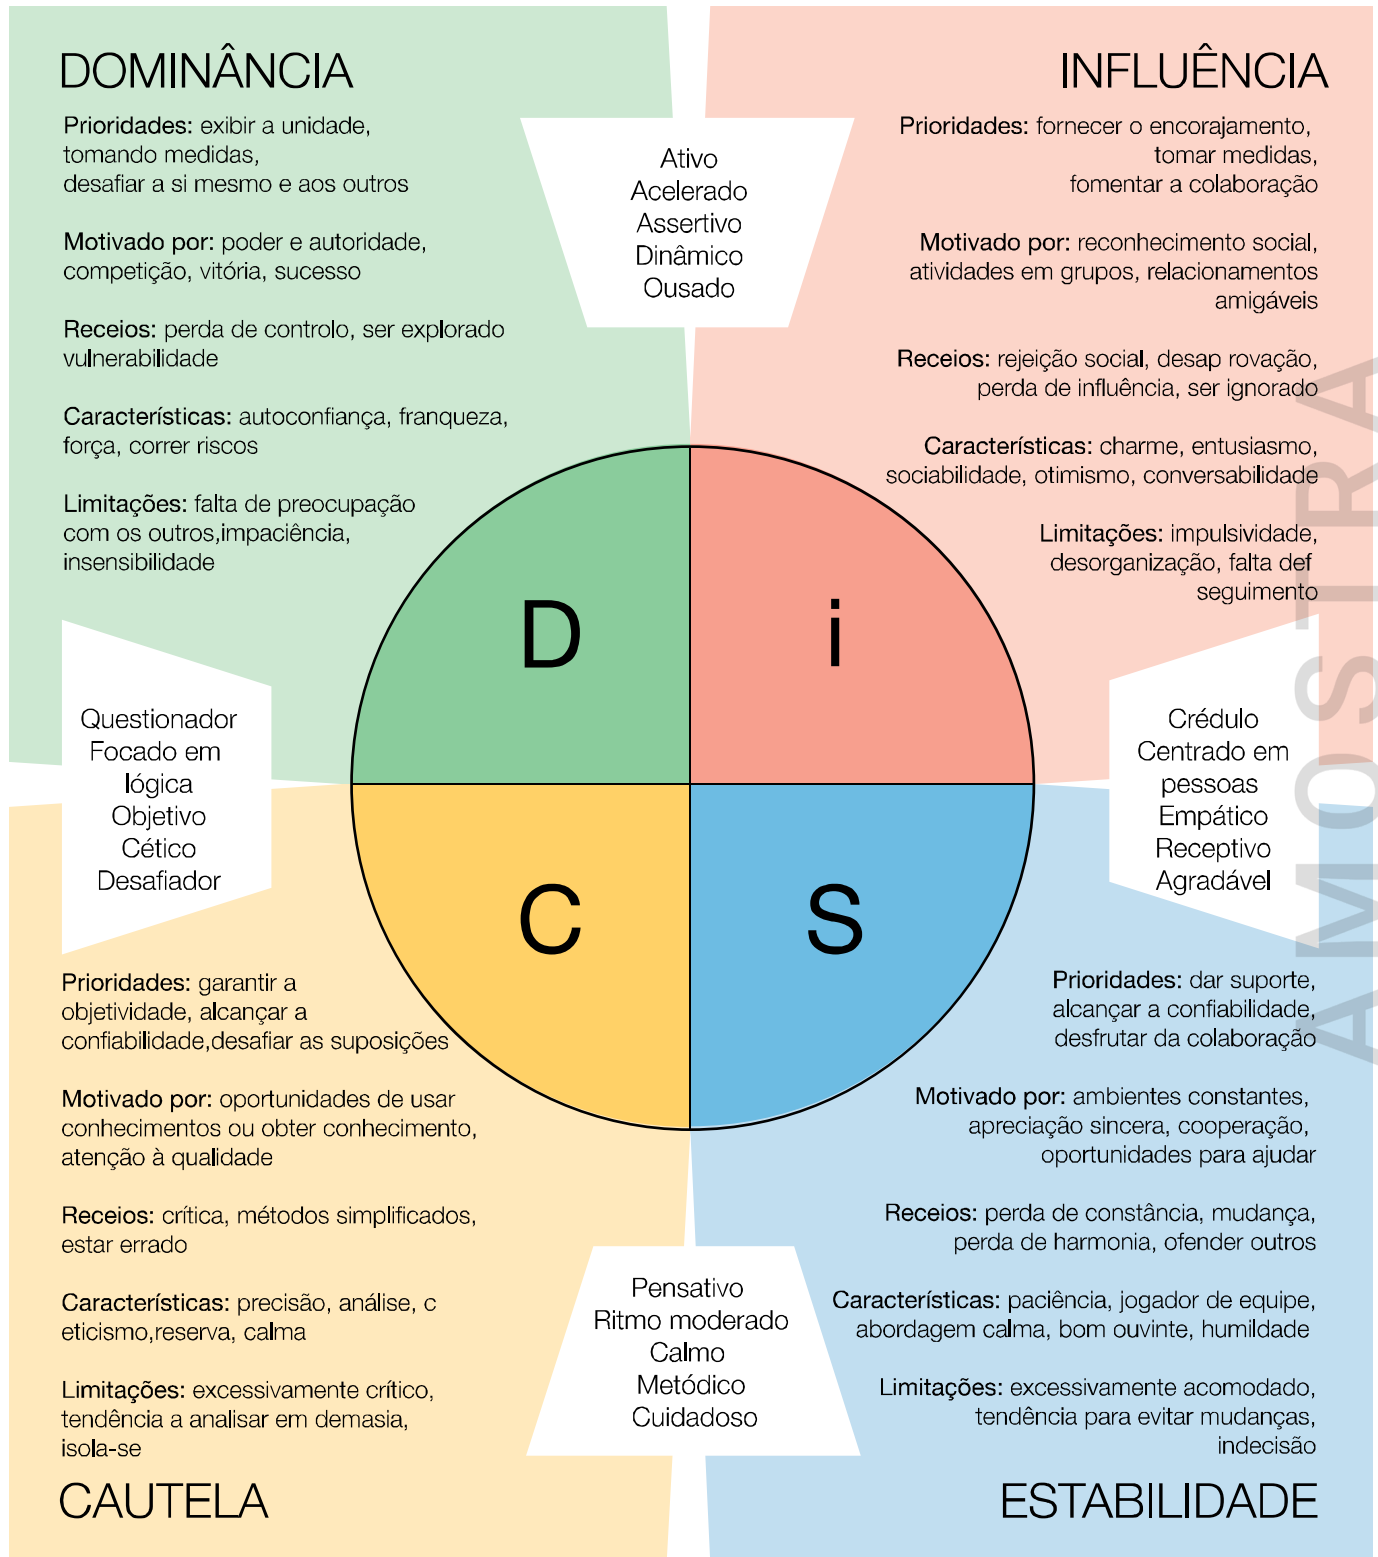 DOMINÂNCIA
Prioridades: exibir a unidade,
tomando medidas,
desafiar a si mesmo e aos outros
Motivado por: poder e autoridade,
competição, vitória, sucesso
Receios: perda de controlo, ser explorado
vulnerabilidade
Características: autoconfiança, franqueza,
força, correr riscos
Limitações: falta de preocupação
com os outros,impaciência,
insensibilidade
Ativo
Acelerado
Assertivo
Dinâmico
Ousado
INFLUÊNCIA
Prioridades: fornecer o encorajamento,
tomar medidas,
fomentar a colaboração
Motivado por: reconhecimento social,
atividades em grupos, relacionamentos
amigáveis
Receios: rejeição social, desap rovação,
perda de influência, ser ignorado
Características: charme, entusiasmo,
sociabilidade, otimismo, conversabilidade
Limitações: impulsividade,
desorganização, falta def
seguimento
D
i
Questionador
Focado em
lógica
Objetivo
Cético
Desafiador
Crédulo
Centrado em
pessoas
Empático
Receptivo
Agradável
C
S
Prioridades: garantir a
objetividade, alcançar a
confiabilidade,desafiar as suposições
Motivado por: oportunidades de usar
conhecimentos ou obter conhecimento,
atenção à qualidade
Receios: crítica, métodos simplificados,
estar errado
Características: precisão, análise, c
eticismo,reserva, calma
Limitações: excessivamente crítico,
tendência a analisar em demasia,
isola-se
CAUTELA
Pensativo
Ritmo moderado
Calmo
Metódico
Cuidadoso
Prioridades: dar suporte,
alcançar a confiabilidade,
desfrutar da colaboração
Motivado por: ambientes constantes,
apreciação sincera, cooperação,
oportunidades para ajudar
Receios: perda de constância, mudança,
perda de harmonia, ofender outros
Características: paciência, jogador de equipe,
abordagem calma, bom ouvinte, humildade
Limitações: excessivamente acomodado,
tendência para evitar mudanças,
indecisão
ESTABILIDADE
AMOSTRA